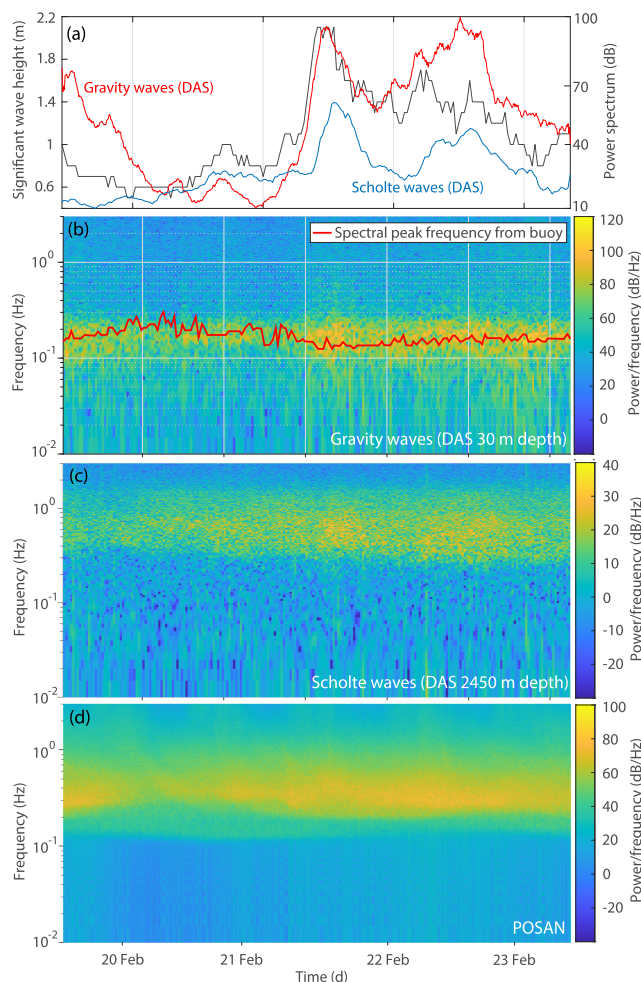 (a)
Significant wave height (m)
2.2
1.8
1.4
1
0.6
Gravity waves (DAS)
Scholte waves (DAS)
100
70
40
10
Power spectrum (dB)
(b)
Spectral peak frequency from buoy
Frequency (Hz)
10⁰
10⁻¹
10⁻²
Gravity waves (DAS 30 m depth)
120
100
80
60
40
20
0
Power/frequency (dB/Hz)
(c)
Frequency (Hz)
10⁰
10⁻¹
10⁻²
Scholte waves (DAS 2450 m depth)
40
30
20
10
0
-10
-20
Power/frequency (dB/Hz)
(d)
Frequency (Hz)
10⁰
10⁻¹
10⁻²
POSAN
100
80
60
40
20
0
-20
Power/frequency (dB/Hz)
20 Feb
21 Feb
22 Feb
23 Feb
Time (d)